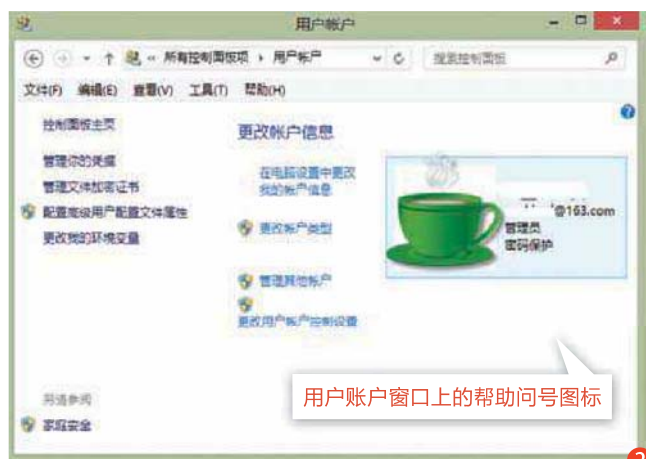 用户帐户
所有控制面板项 › 用户帐户
搜索控制面板
文件(F) 编辑(E) 查看(V) 工具(T) 帮助(H)
控制面板主页
管理你的凭据
管理文件加密证书
配置高级用户配置文件属性
更改我的环境变量
更改帐户信息
在电脑设置中更改
我的帐户信息
更改帐户类型
管理其他帐户
更改用户帐户控制设置
@163.com
管理员
密码保护
用户账户窗口上的帮助问号图标
另请参阅
家庭安全